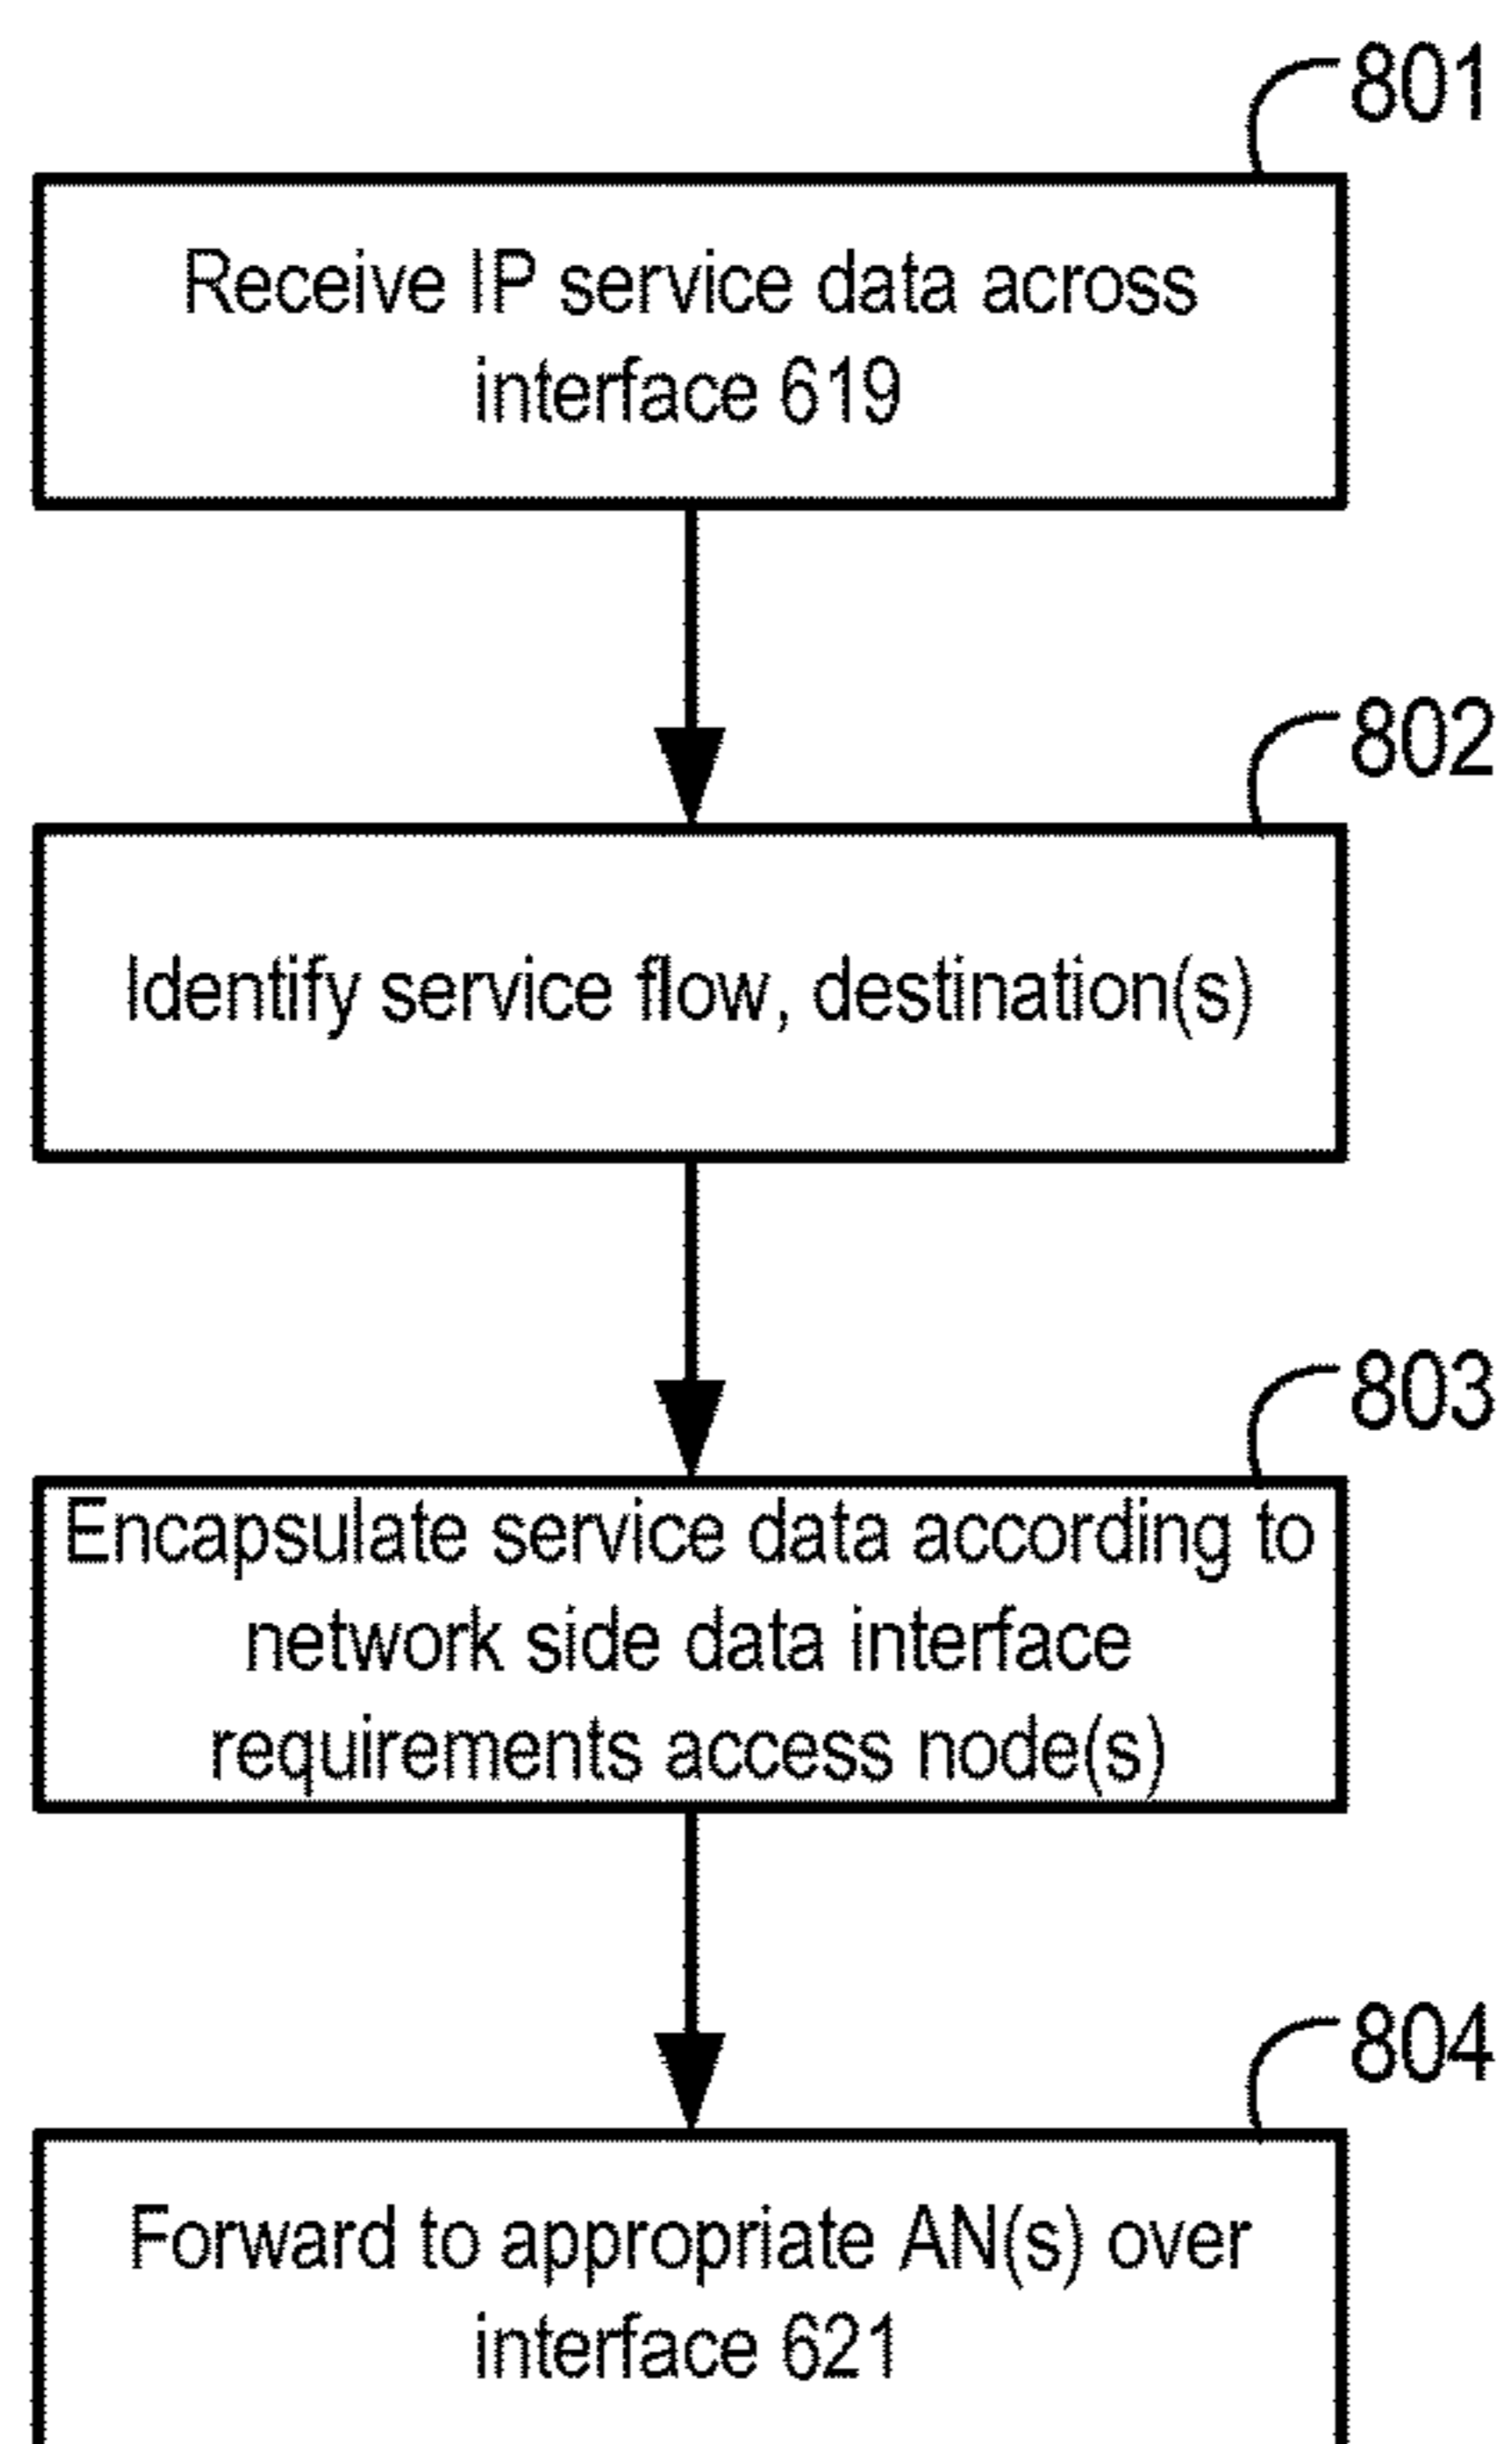 801
Receive IP service data across
interface 619
802
Identify service flow, destination(s)
803
Encapsulate service data according to
network side data interface
requirements access node(s)
804
Forward to appropriate AN(s) over
interface 621